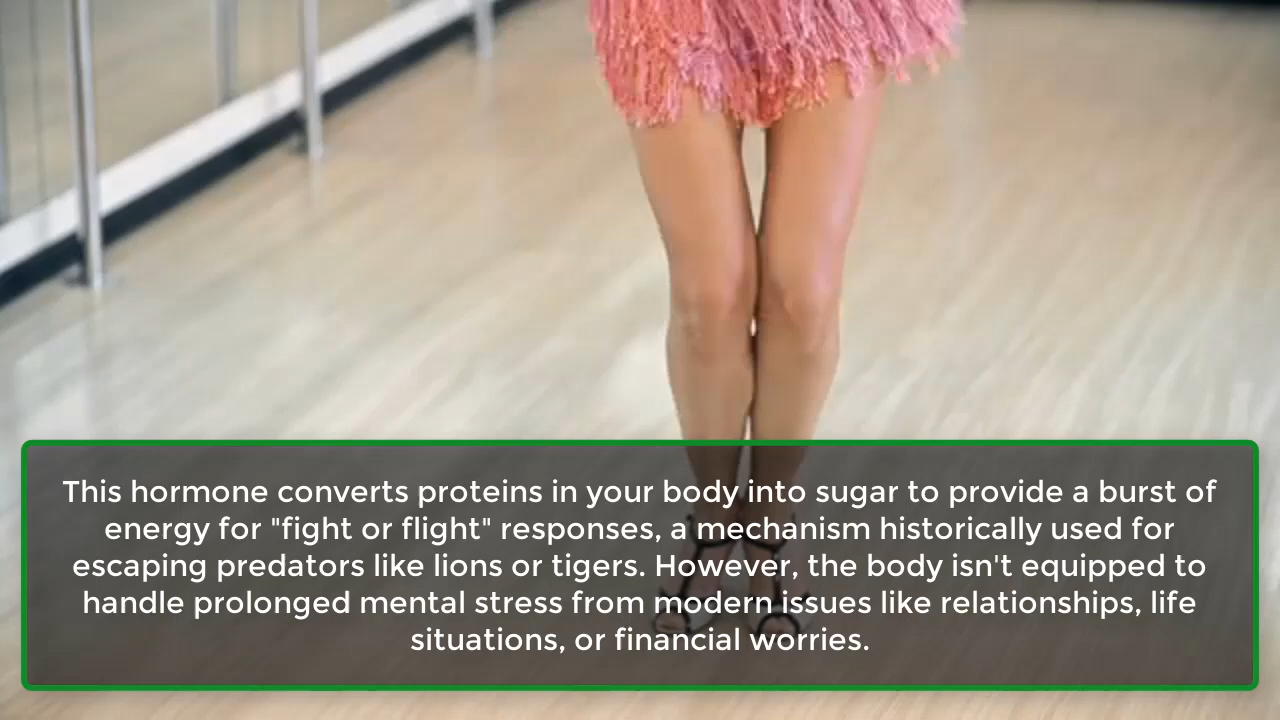 This hormone converts proteins in your body into sugar to provide a burst of
energy for "fight or flight" responses, a mechanism historically used for
escaping predators like lions or tigers. However, the body isn't equipped to
handle prolonged mental stress from modern issues like relationships, life
situations, or financial worries.